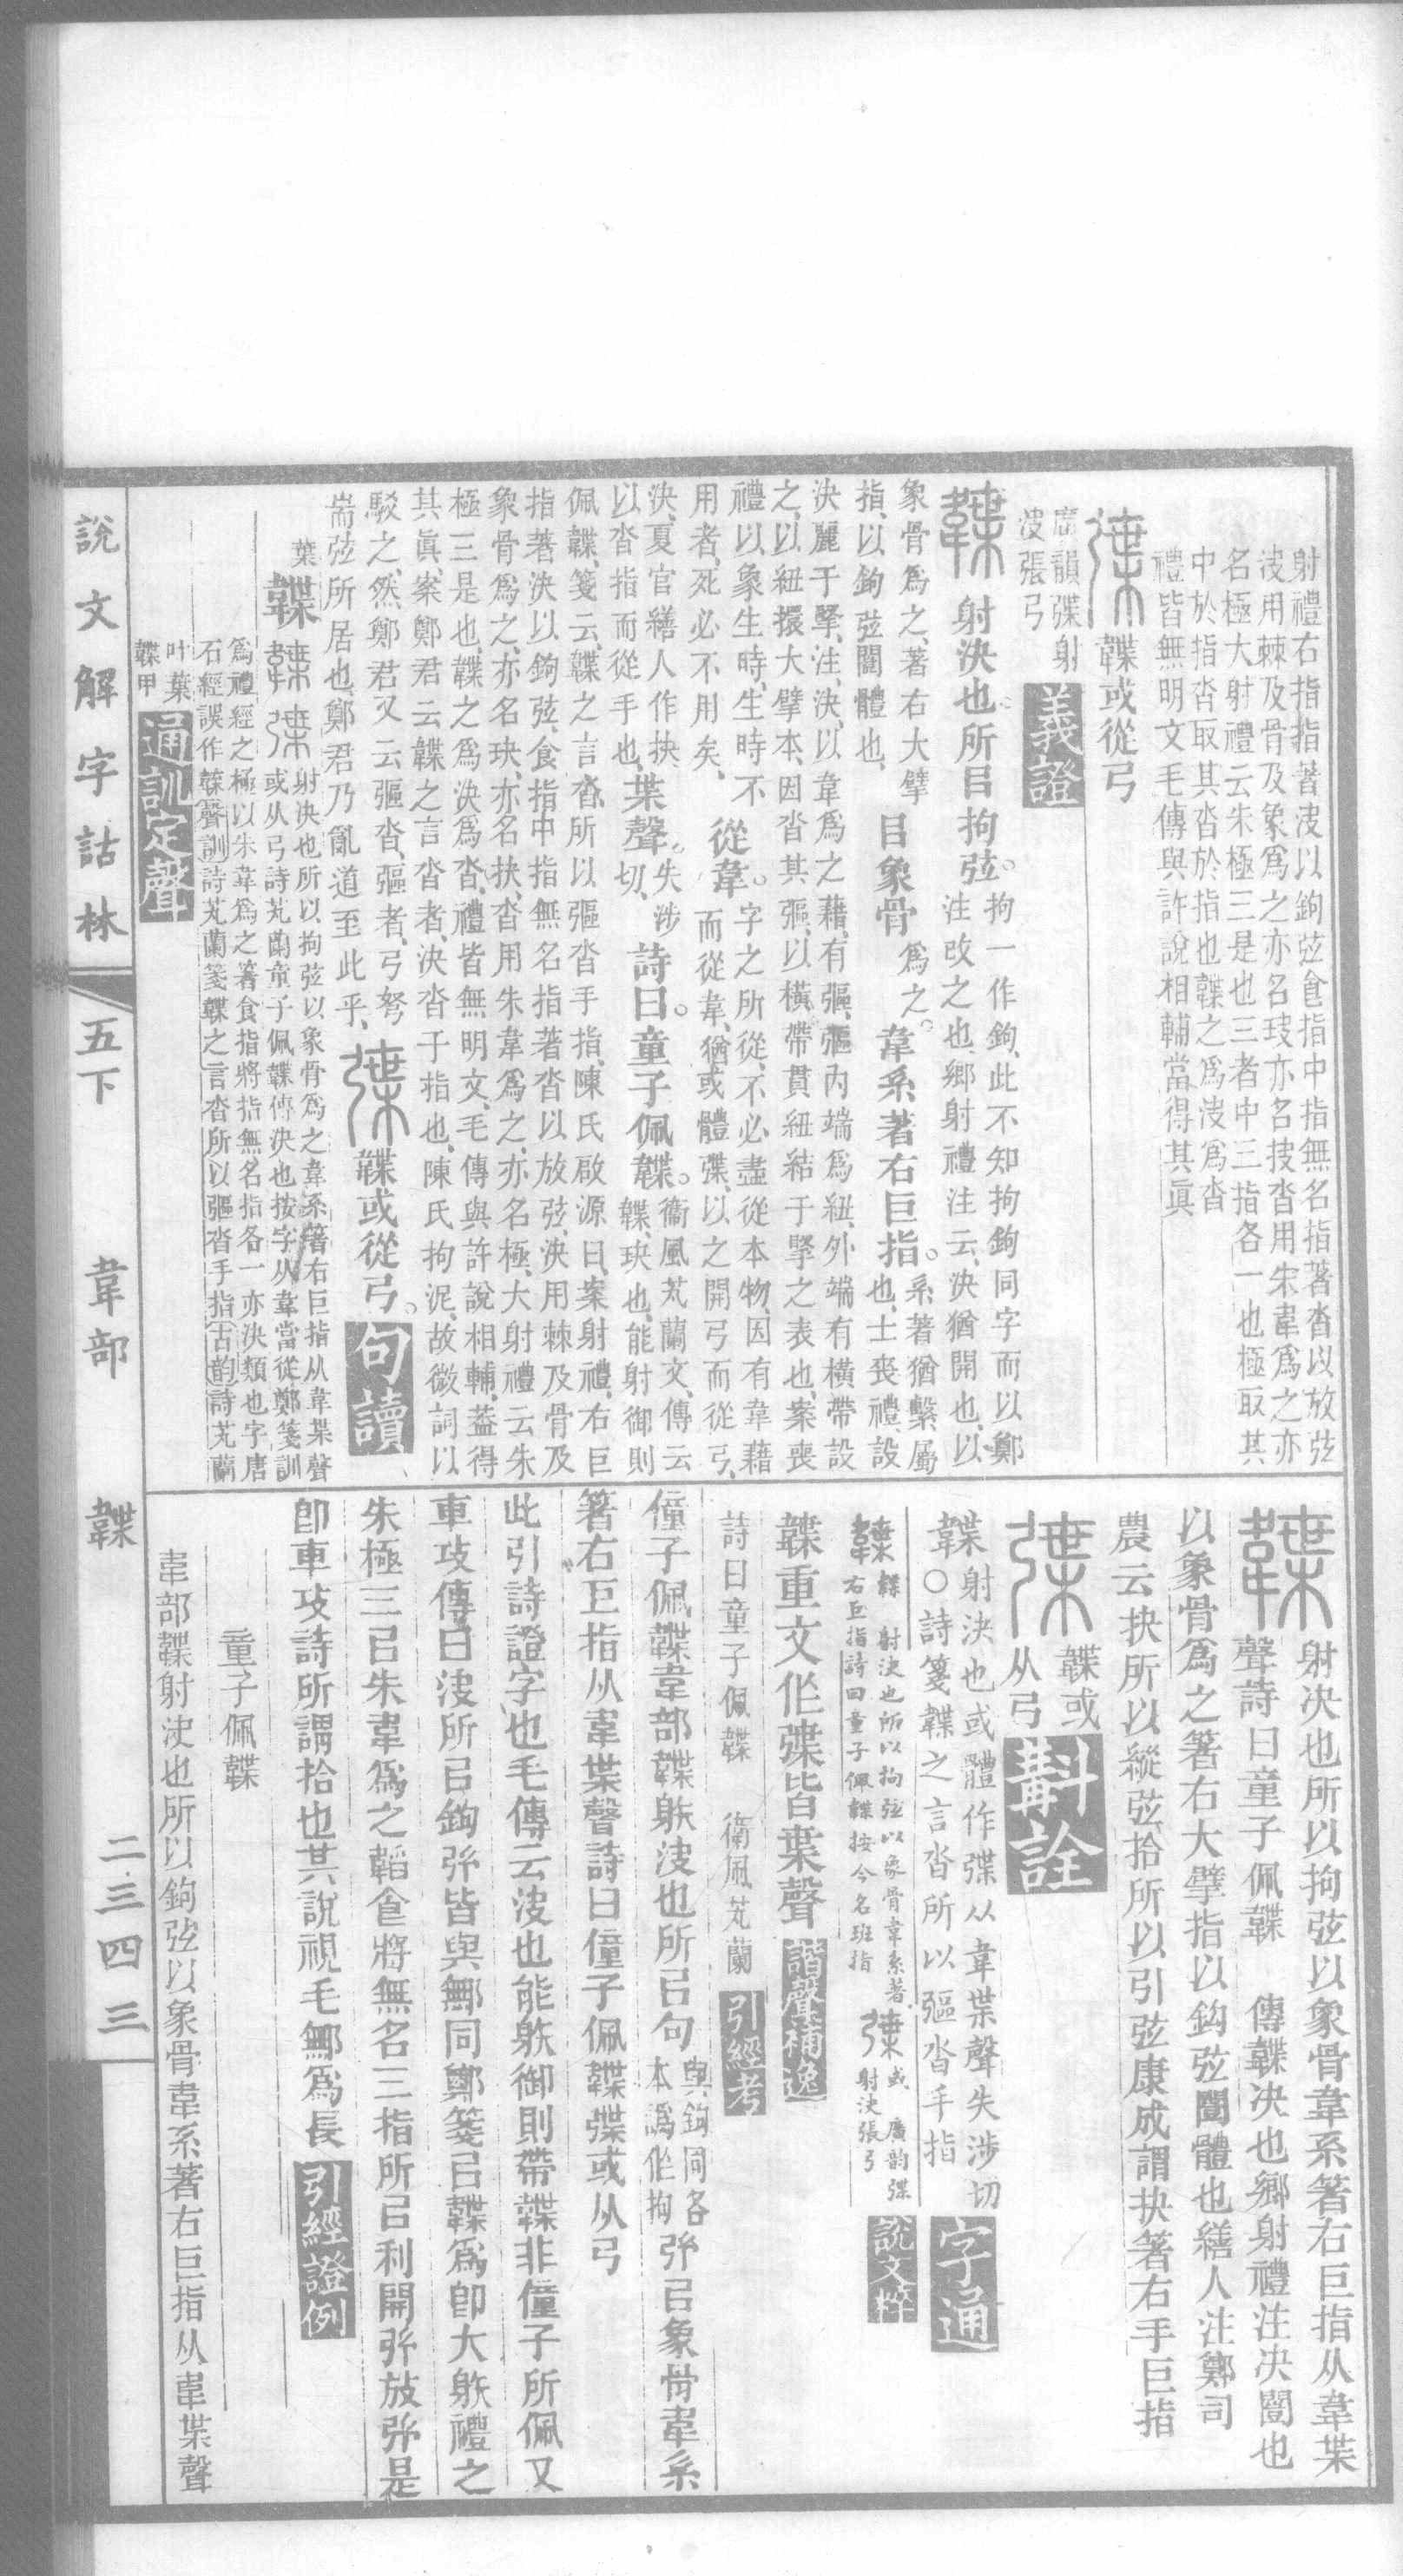 射禮右指指著決以鉤弦食指中指無名指著沓以放弦
決用棘及骨及象爲之亦名玦亦名抉沓用朱韋爲之亦
名極大射禮云朱極三是也三者中三指各一也極取其
中於指沓取其沓於指也韘之爲決爲沓
禮皆無明文毛傳與許說相輔當得其眞
弽韘或從弓
廣韻弽射
決張弓
義證
韘射決也所㠯拘弦。拘一作鉤、此不知拘鉤同字而以鄭
注改之也、鄉射禮注云、決猶開也、以
象骨爲之、著右大擘
指、以鉤弦闓體也、
㠯象骨爲之。韋系著右巨指。系著猶繫屬
也、士喪禮、設
決麗于掔、注、決、以韋爲之藉、有彄、彄內端爲紐、外端有橫帶設
之、以紐擐大擘本、因沓其彄、以橫帶貫紐結于掔之表也、案喪
禮以象生時、生時不
用者、死必不用矣、
從韋。字之所從、不必盡從本物、因有韋藉
而從韋、猶或體弽、以之開弓而從弓、
決、夏官繕人作抉、
以沓指而從手也、
枼聲。失涉
切、
詩曰。童子佩韘。衞風芄蘭文、傳云
韘、玦也、能射御則
佩韘、箋云、韘之言沓、所以彄沓手指、陳氏啟源曰、案射禮、右巨
指著決以鉤弦、食指中指無名指著沓以放弦、決用棘及骨及
象骨爲之、亦名玦、亦名抉、沓用朱韋爲之、亦名極、大射禮云朱
極三是也、韘之爲決爲沓、禮皆無明文、毛傳與許說相輔、葢得
其眞、案鄭君云韘之言沓者、決沓于指也、陳氏拘泥、故微詞以
駁之、然鄭君又云彄沓、彄者、弓弩
耑弦所居也、鄭君乃亂道至此乎、
弽韘或從弓。
句讀
葉
韘韘弽射決也所以拘弦以象骨爲之韋系箸右巨指从韋枼聲
或从弓詩芄蘭童子佩韘傳決也按字从韋當從鄭箋訓
爲禮經之極以朱韋爲之箸食指將指無名指各一亦決類也字唐
石經誤作韘聲訓詩芄蘭箋韘之言沓所以彄沓手指古韵詩芄蘭
叶葉
韘甲
通訓定聲
韘射决也所以拘弦以象骨韋系箸右巨指从韋枼
聲詩曰童子佩韘 傳韘决也鄉射禮注决闓也
以象骨爲之箸右大擘指以鈎弦闓體也繕人注鄭司
農云抉所以縱弦拾所以引弦康成謂抉箸右手巨指
弽韘或
从弓
斠詮
韘射決也或體作弽从韋枼聲失涉切
韋○詩箋韘之言沓所以彄沓手指
字通
韘韘射決也所以拘弦以象骨韋系著
右巨指詩曰童子佩韘按今名班指
弽或 廣韵弽
射決張弓
說文粹
韘重文作弽皆枼聲
諧聲補逸
詩曰童子佩韘 衛風芄蘭
引經考
僮子佩韘韋部韘躲決也所㠯句與鉤同各
本譌作拘
弦㠯象骨韋系
箸右巨指从韋枼聲詩曰僮子佩韘弽或从弓
此引詩證字也毛傳云決也能躲御則帶韘非僮子所佩又
車攻傳曰決所㠯鉤弦皆與鄭同鄭箋㠯韘爲卽大躲禮之
朱極三㠯朱韋爲之韜食將無名三指所㠯利開弦放弦是
卽車攻詩所謂拾也其說視毛鄭爲長
引經證例
童子佩韘
韋部韘射決也所以鉤弦以象骨韋系著右巨指从韋枼聲
說文解字詁林 五下 韋部 韘 二三四三